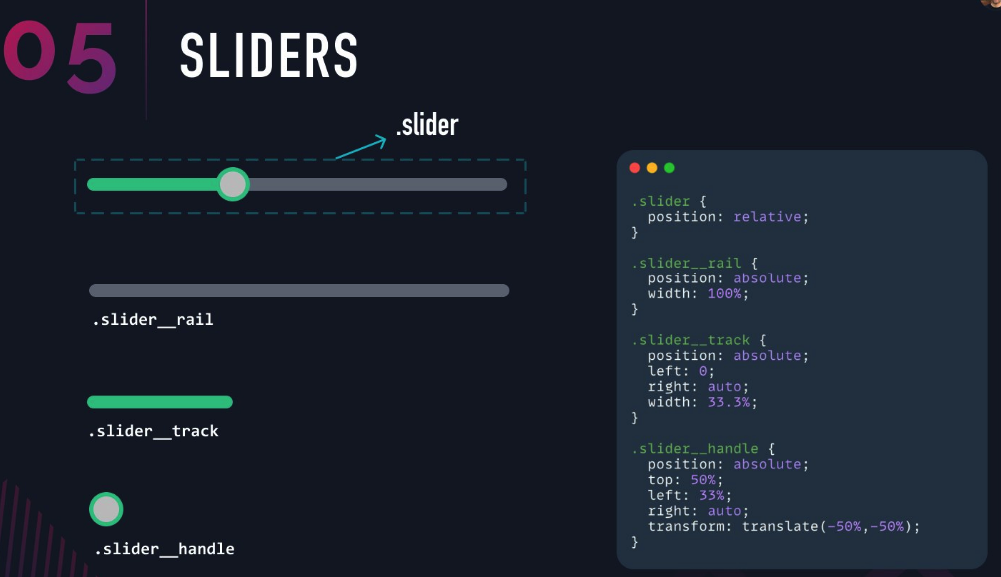 05
SLIDERS
.slider
.slider__rail
.slider__track
.slider__handle
.slider {
  position: relative;
}
.slider__rail {
  position: absolute;
  width: 100%;
}
.slider__track {
  position: absolute;
  left: 0;
  right: auto;
  width: 33.3%;
}
.slider__handle {
  position: absolute;
  top: 50%;
  left: 33%;
  right: auto;
  transform: translate(-50%,-50%);
}